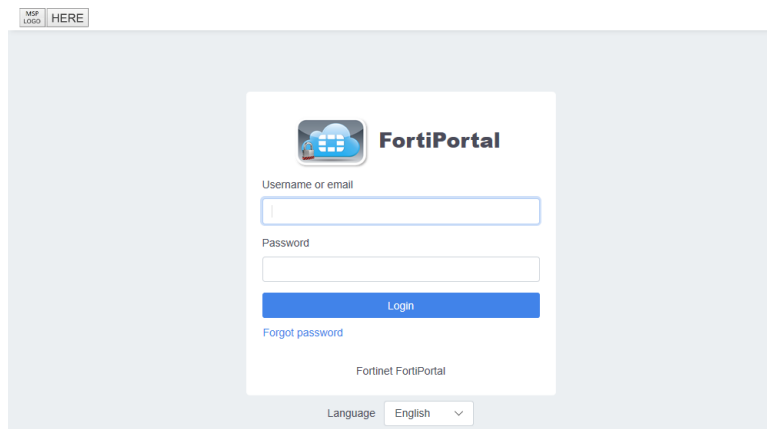 MSP
LOGO
HERE
FortiPortal
Username or email
Password
Login
Forgot password
Fortinet FortiPortal
Language English